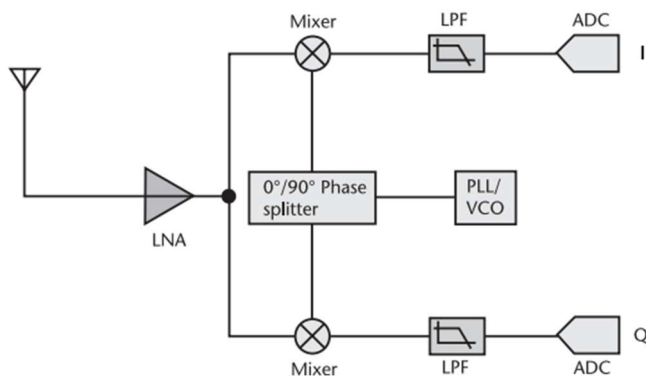 Mixer
LPF
ADC
I
0°/90° Phase
splitter
PLL/
VCO
LNA
Q
Mixer
LPF
ADC